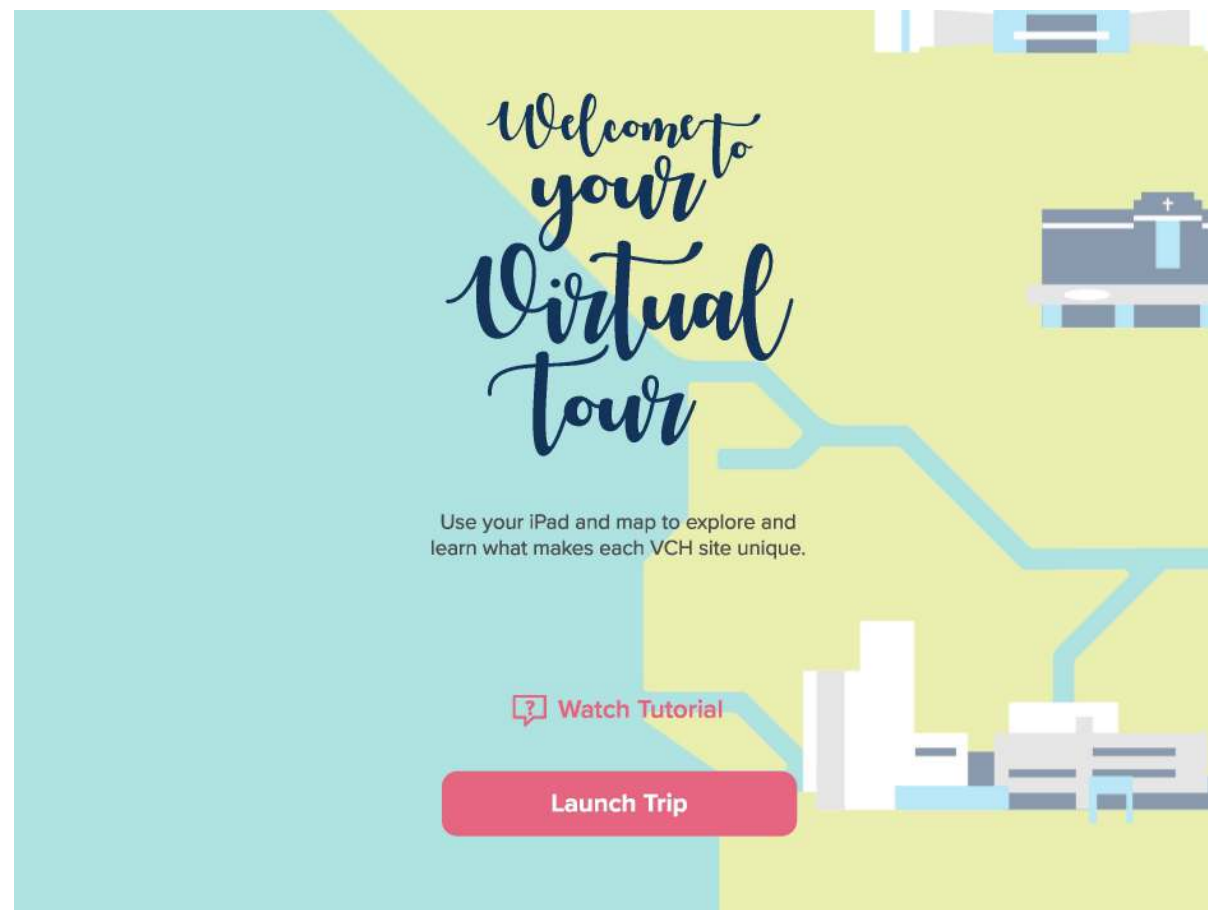 Welcome to
your
Virtual
tour
Use your iPad and map to explore and
learn what makes each VCH site unique.
? Watch Tutorial
Launch Trip